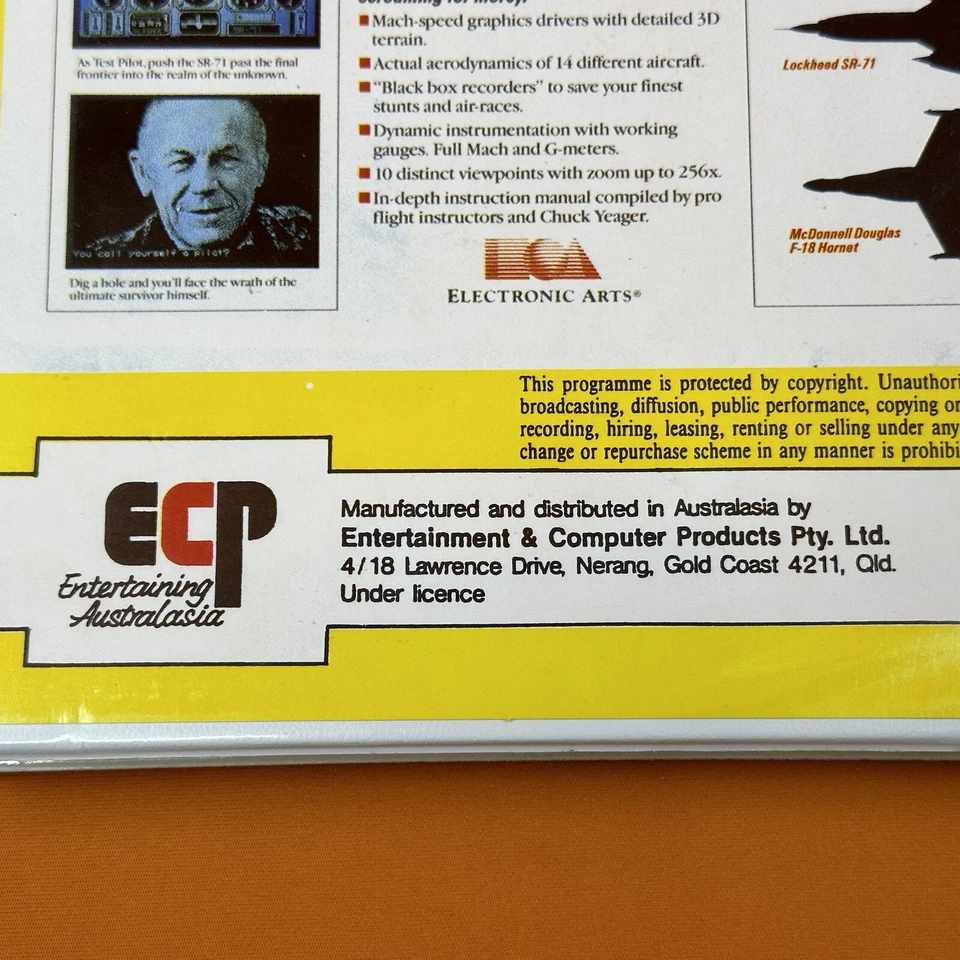 As Test Pilot, push the SR-71 past the final
frontier into the realm of the unknown.
You call yourself a pilot?
Dig a hole and you'll face the wrath of the
ultimate survivor himself.
screaming for mercy.
Mach-speed graphics drivers with detailed 3D
terrain.
Actual aerodynamics of 14 different aircraft.
"Black box recorders" to save your finest
stunts and air-races.
Dynamic instrumentation with working
gauges. Full Mach and G-meters.
10 distinct viewpoints with zoom up to 256x.
In-depth instruction manual compiled by pro
flight instructors and Chuck Yeager.
ECA
ELECTRONIC ARTS®
Lockheed SR-71
McDonnell Douglas
F-18 Hornet
This programme is protected by copyright. Unauthori
broadcasting, diffusion, public performance, copying or
recording, hiring, leasing, renting or selling under any
change or repurchase scheme in any manner is prohibi
ECP
Entertaining
Australasia
Manufactured and distributed in Australasia by
Entertainment & Computer Products Pty. Ltd.
4/18 Lawrence Drive, Nerang, Gold Coast 4211, Qld.
Under licence